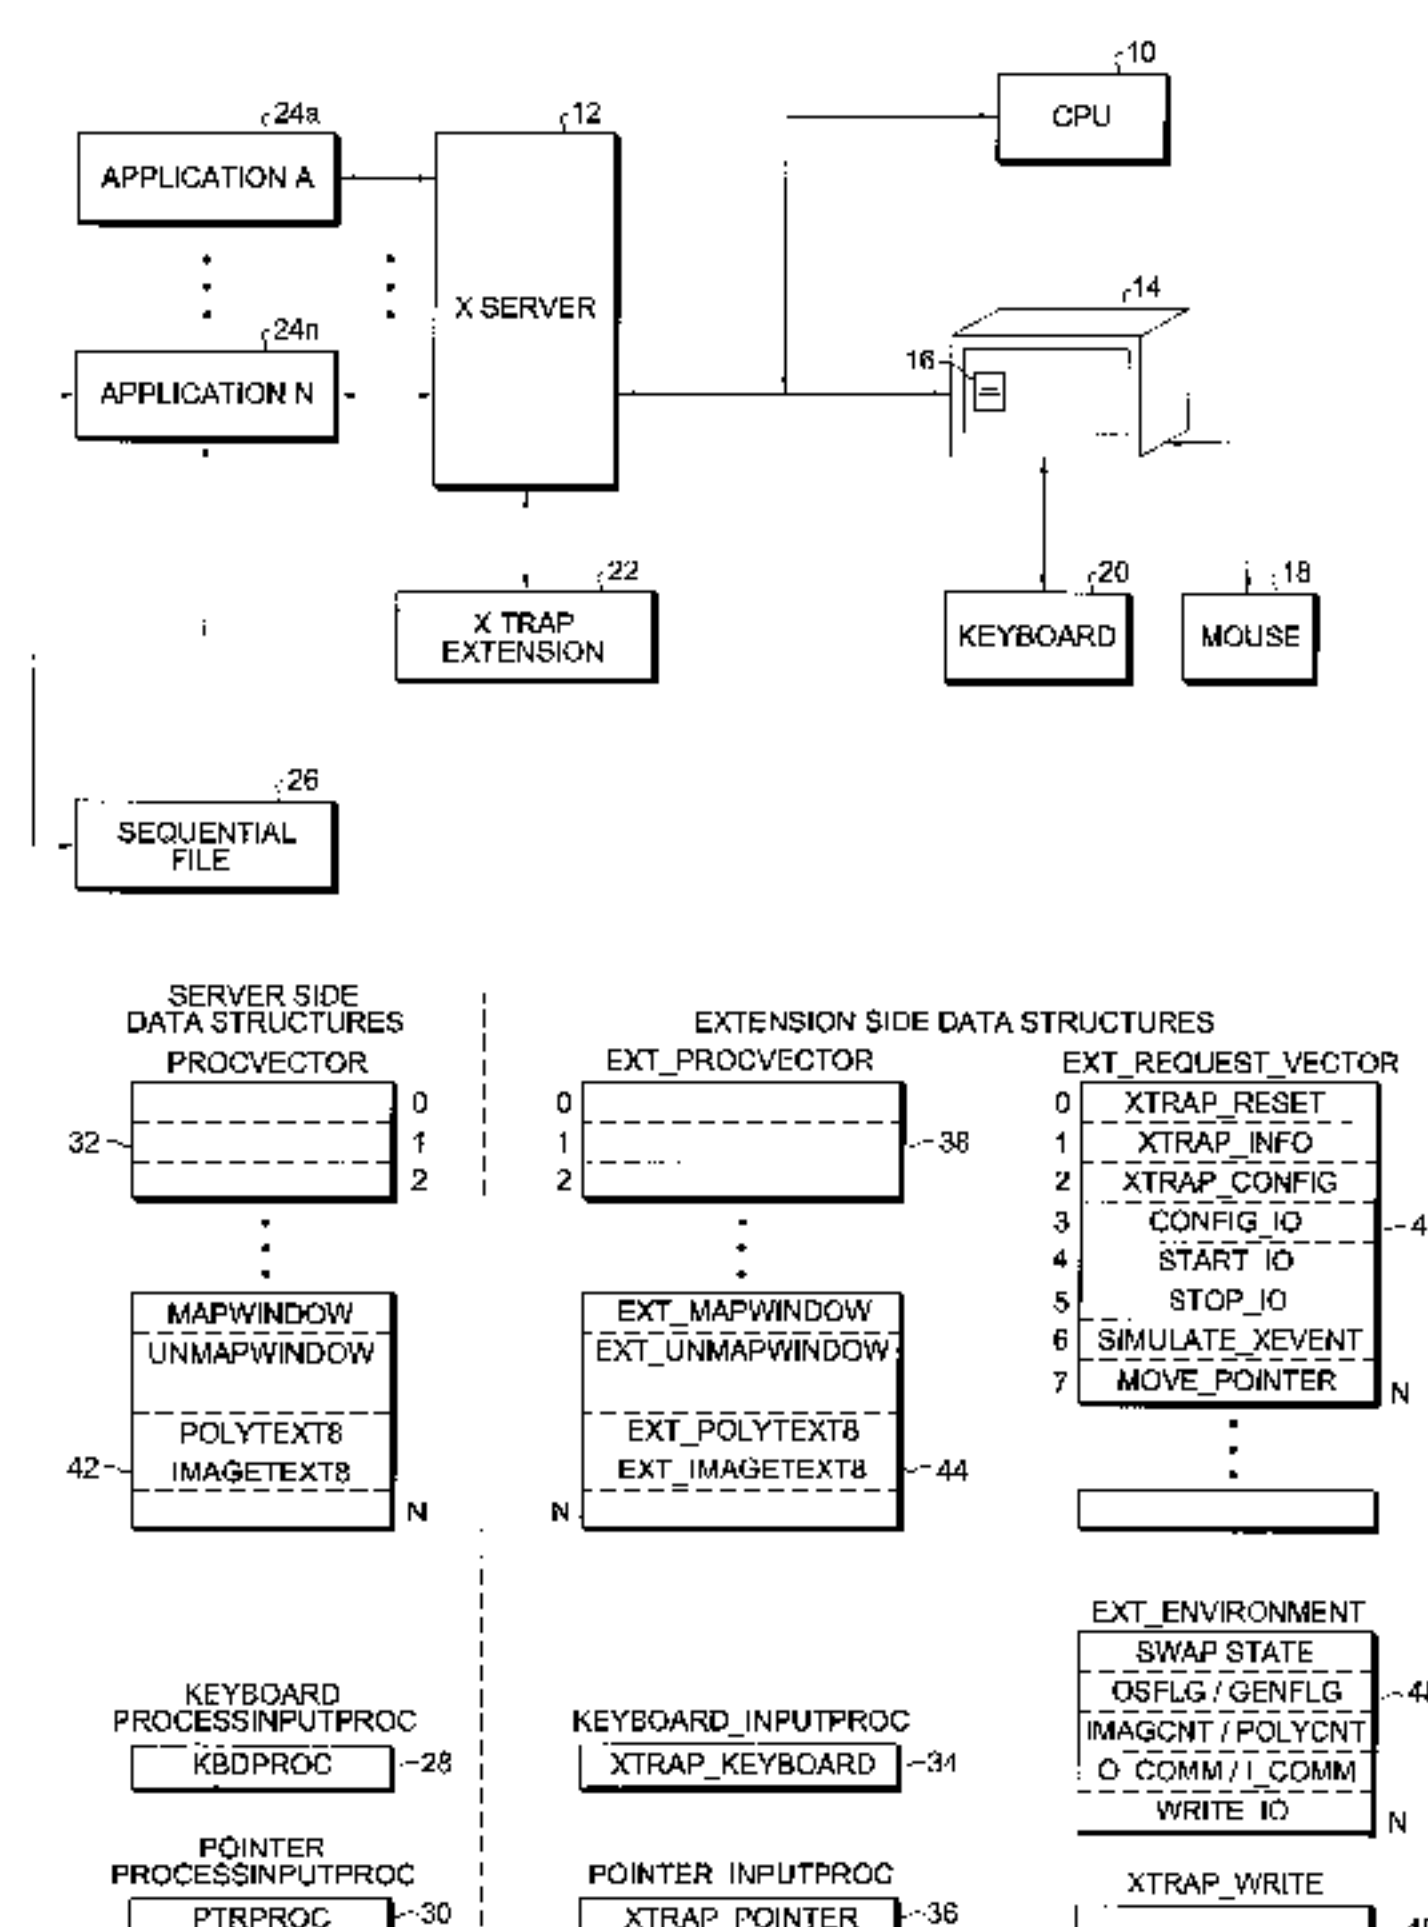 10
CPU
24a
APPLICATION A
12
X SERVER
24n
APPLICATION N
14
16
22
X TRAP
EXTENSION
20
KEYBOARD
18
MOUSE
26
SEQUENTIAL
FILE
SERVER SIDE
DATA STRUCTURES
PROCVECTOR
0
32
1
2
MAPWINDOW
UNMAPWINDOW
POLYTEXT8
42
IMAGETEXT8
N
KEYBOARD
PROCESSINPUTPROC
KBDPROC
28
POINTER
PROCESSINPUTPROC
PTRPROC
30
EXTENSION SIDE DATA STRUCTURES
EXT_PROCVECTOR
0
1
38
2
EXT_MAPWINDOW
EXT_UNMAPWINDOW
EXT_POLYTEXT8
EXT_IMAGETEXT8
44
N
KEYBOARD_INPUTPROC
XTRAP_KEYBOARD
34
POINTER_INPUTPROC
XTRAP_POINTER
36
EXT_REQUEST_VECTOR
0 XTRAP_RESET
1 XTRAP_INFO
2 XTRAP_CONFIG
3 CONFIG_IO
4 START_IO
5 STOP_IO
6 SIMULATE_XEVENT
7 MOVE_POINTER
N
EXT_ENVIRONMENT
SWAP STATE
OSFLG / GENFLG
IMAGCNT / POLYCNT
O_COMM / I_COMM
WRITE_IO
N
XTRAP_WRITE